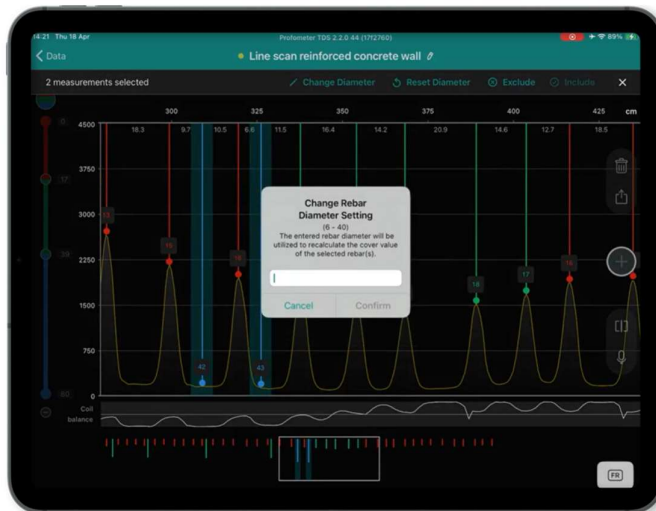 14:21 Thu 18 Apr
Profometer TDS 2.2.0 44 (17f2760)
89%
Data
Line scan reinforced concrete wall
2 measurements selected
Change Diameter
Reset Diameter
Exclude
Include
300 325 350 375 400 425 cm
18.3 9.7 10.5 6.6 11.5 16.4 14.2 20.9 14.6 12.7 18.5
4500
3750
3000
2250
1500
750
0
42
43
18
17
Change Rebar
Diameter Setting
(6 - 40)
The entered rebar diameter will be
utilized to recalculate the cover value
of the selected rebar(s).
Cancel
Confirm
Coil
balance
FR